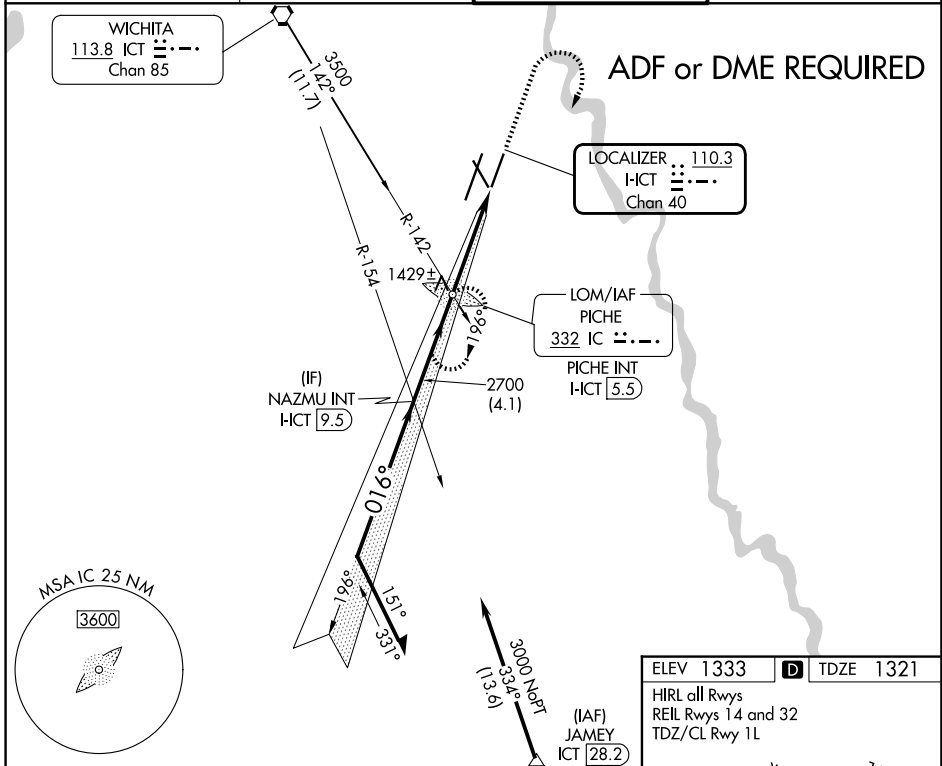 WICHITA
113.8 ICT
Chan 85
3500
142°
(11.7)
ADF or DME REQUIRED
LOCALIZER 110.3
I-ICT
Chan 40
R-142
R-154
1429±
LOM/IAF
PICHE
332 IC
PICHE INT
I-ICT 5.5
196°
(IF)
NAZMU INT
I-ICT 9.5
2700
(4.1)
016°
MSA IC 25 NM
3600
196°
151°
331°
3000 NoPT
334°
(13.6)
(IAF)
JAMEY
ICT 28.2
ELEV 1333 D TDZE 1321
HIRL all Rwys
REIL Rwys 14 and 32
TDZ/CL Rwy 1L